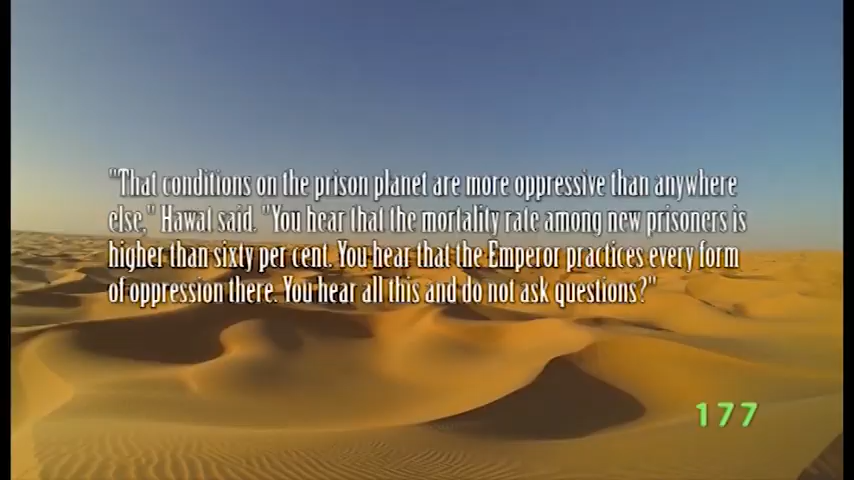 "That conditions on the prison planet are more oppressive than anywhere
else," Hawat said. "You hear that the mortality rate among new prisoners is
higher than sixty per cent. You hear that the Emperor practices every form
of oppression there. You hear all this and do not ask questions?"
177